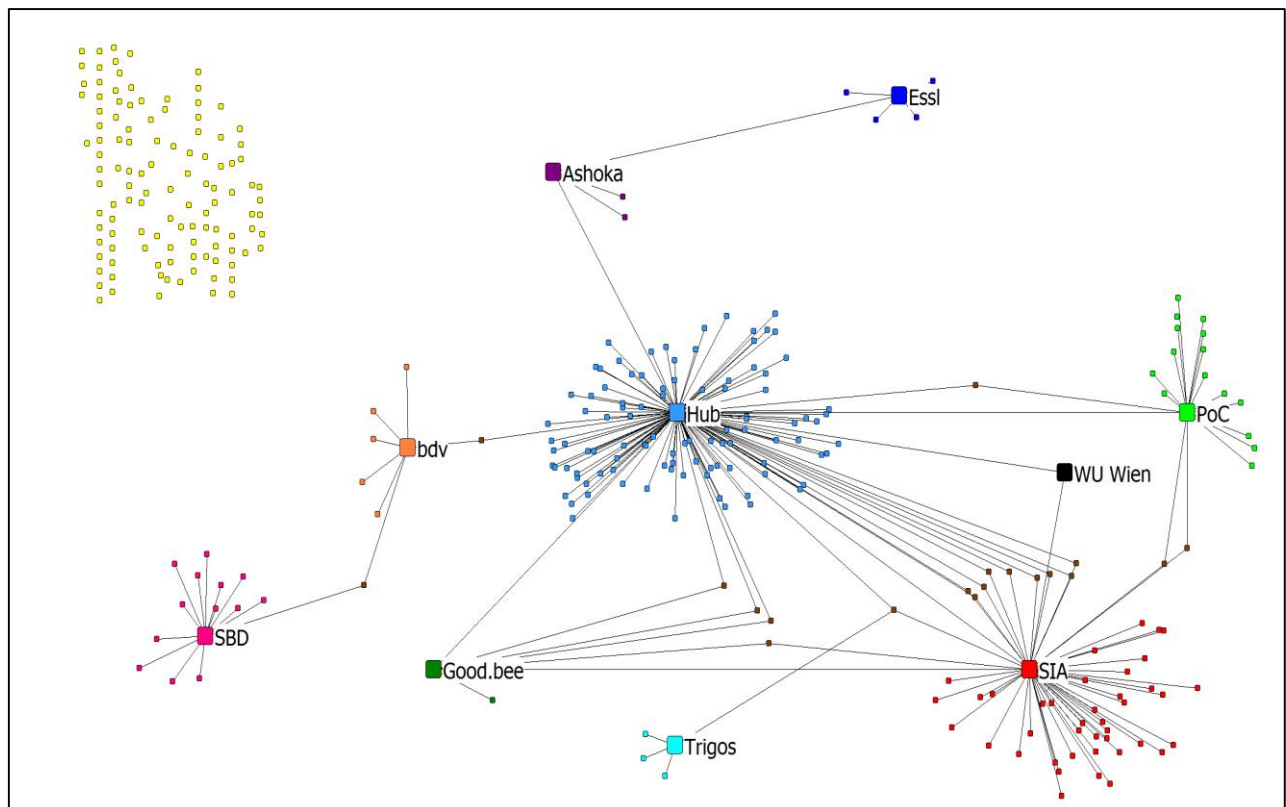 Essl
Ashoka
iHub
PoC
bdv
WU Wien
SBD
Good.bee
SIA
Trigos